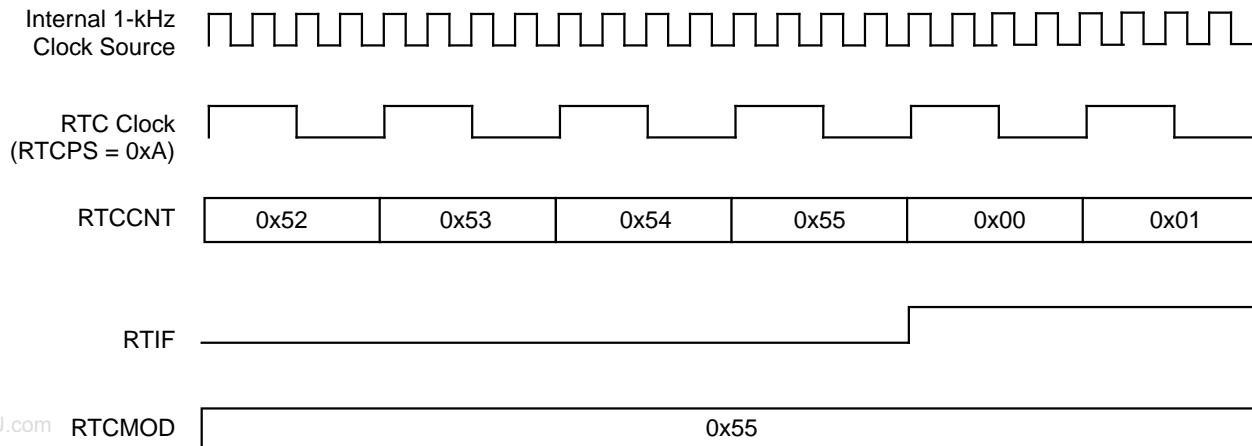 Internal 1-kHz
Clock Source
RTC Clock
(RTCPS = 0xA)
RTCCNT 0x52 0x53 0x54 0x55 0x00 0x01
RTIF
J.com RTCMOD 0x55